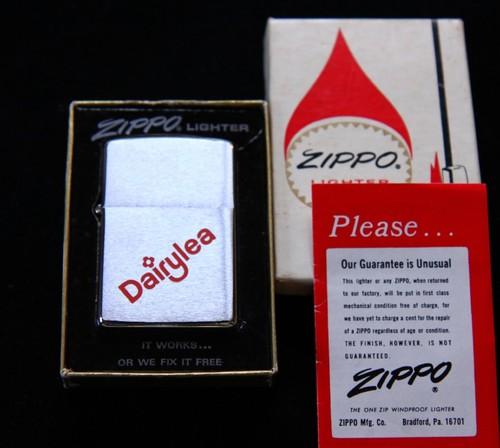 ZIPPO® LIGHTER
Dairylea
IT WORKS...
OR WE FIX IT FREE
ZIPPO®
LIGHTER
Please...
Our Guarantee is Unusual
This lighter or any ZIPPO, when returned
to our factory, will be put in first class
mechanical condition free of charge, for
we have yet to charge a cent for the repair
of a ZIPPO regardless of age or condition.
THE FINISH, HOWEVER, IS NOT
GUARANTEED.
ZIPPO®
THE ONE ZIP WINDPROOF LIGHTER
ZIPPO Mfg. Co. Bradford, Pa. 16701